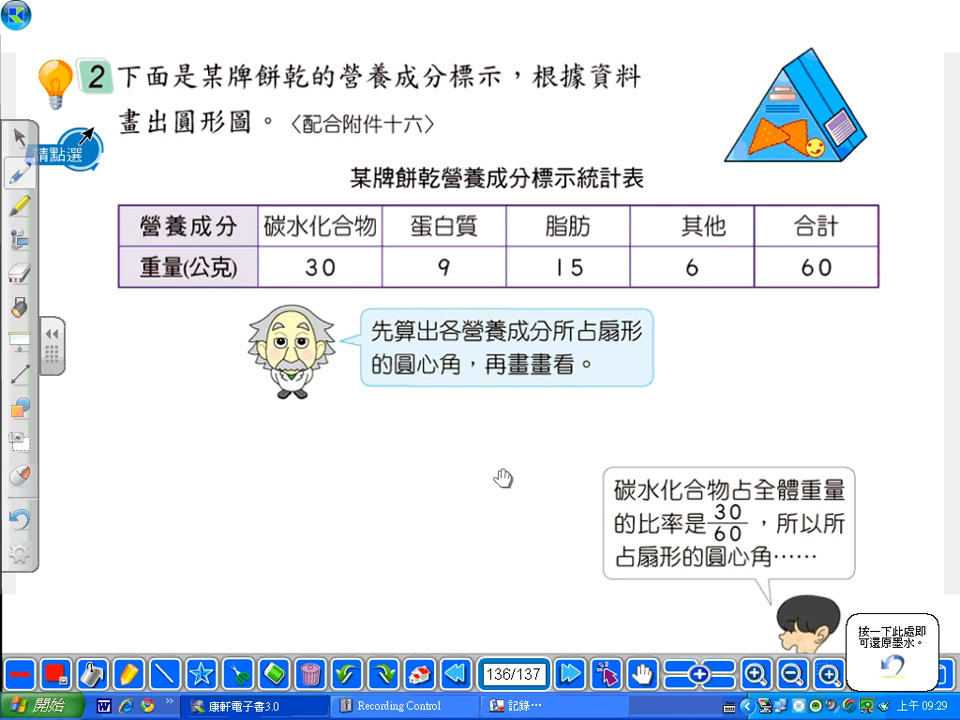 2 下面是某牌餅乾的營養成分標示，根據資料
畫出圓形圖。〈配合附件十六〉
請點選
某牌餅乾營養成分標示統計表
營養成分 碳水化合物 蛋白質 脂肪 其他 合計
重量(公克) 30 9 15 6 60
先算出各營養成分所占扇形
的圓心角，再畫畫看。
碳水化合物占全體重量
的比率是30/60，所以所
占扇形的圓心角……
按一下此處即
可還原墨水。
136/137
開始 康軒電子書3.0 Recording Control 記錄… 上午 09:29